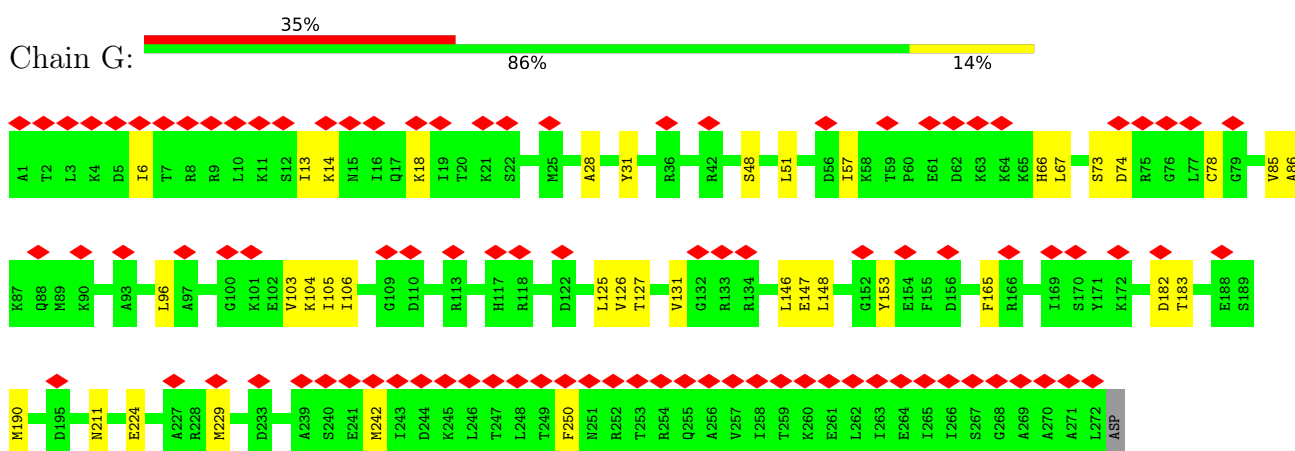 35%
Chain G:
86% 14%
A1 T2 L3 K4 D5 I6 T7 R8 R9 L10 K11 S12 I13 K14 N15 I16 Q17 K18 I19 T20 K21 S22 M25 A28 Y31 R36 R42 S48 L51 D56 I57 K58 T59 P60 E61 D62 K63 K64 K65 H66 L67 S73 D74 R75 G76 L77 C78 G79 V85 A86
K87 Q88 M89 K90 A93 L96 A97 G100 K101 E102 V103 K104 I105 I106 G109 D110 R113 H117 R118 D122 L125 V126 T127 V131 G132 R133 R134 L146 E147 L148 G152 Y153 E154 F155 D156 F165 R166 I169 S170 Y171 K172 D182 T183 E188 S189
M190 D195 N211 E224 A227 R228 M229 D233 A239 S240 E241 M242 I243 D244 K245 L246 T247 L248 T249 F250 N251 R252 T253 R254 Q255 A256 V257 I258 T259 K260 E261 L262 I263 E264 I265 I266 S267 G268 A269 A270 A271 L272 ASP